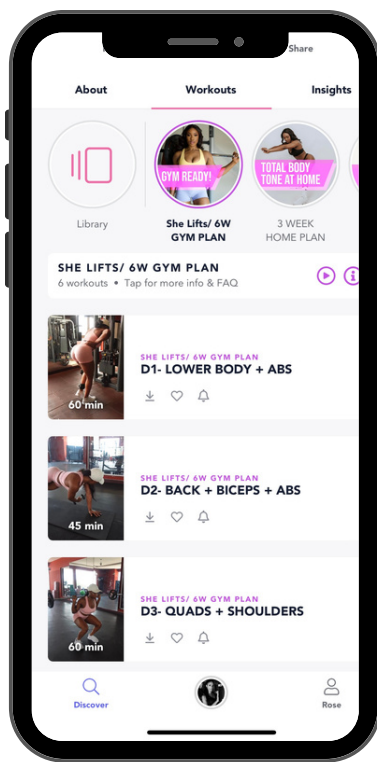 Share
About Workouts Insights
GYM READY!
TOTAL BODY
TONE AT HOME
Library
She Lifts/ 6W
GYM PLAN
3 WEEK
HOME PLAN
SHE LIFTS/ 6W GYM PLAN
6 workouts • Tap for more info & FAQ
SHE LIFTS/ 6W GYM PLAN
D1- LOWER BODY + ABS
60 min
SHE LIFTS/ 6W GYM PLAN
D2- BACK + BICEPS + ABS
45 min
SHE LIFTS/ 6W GYM PLAN
D3- QUADS + SHOULDERS
60 min
Discover
Rose